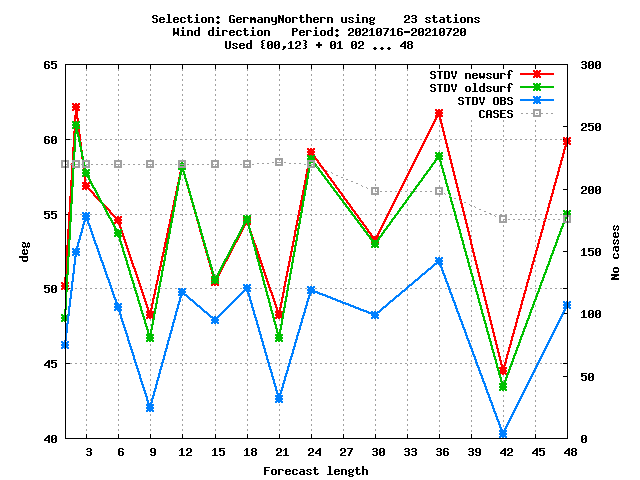 Selection: GermanyNorthern using    23 stations
Wind direction   Period: 20210716-20210720
Used {00,12} + 01 02 ... 48
STDV newsurf
STDV oldsurf
STDV OBS
CASES
65
60
55
50
45
40
deg
300
250
200
150
100
50
0
No cases
3 6 9 12 15 18 21 24 27 30 33 36 39 42 45 48
Forecast length